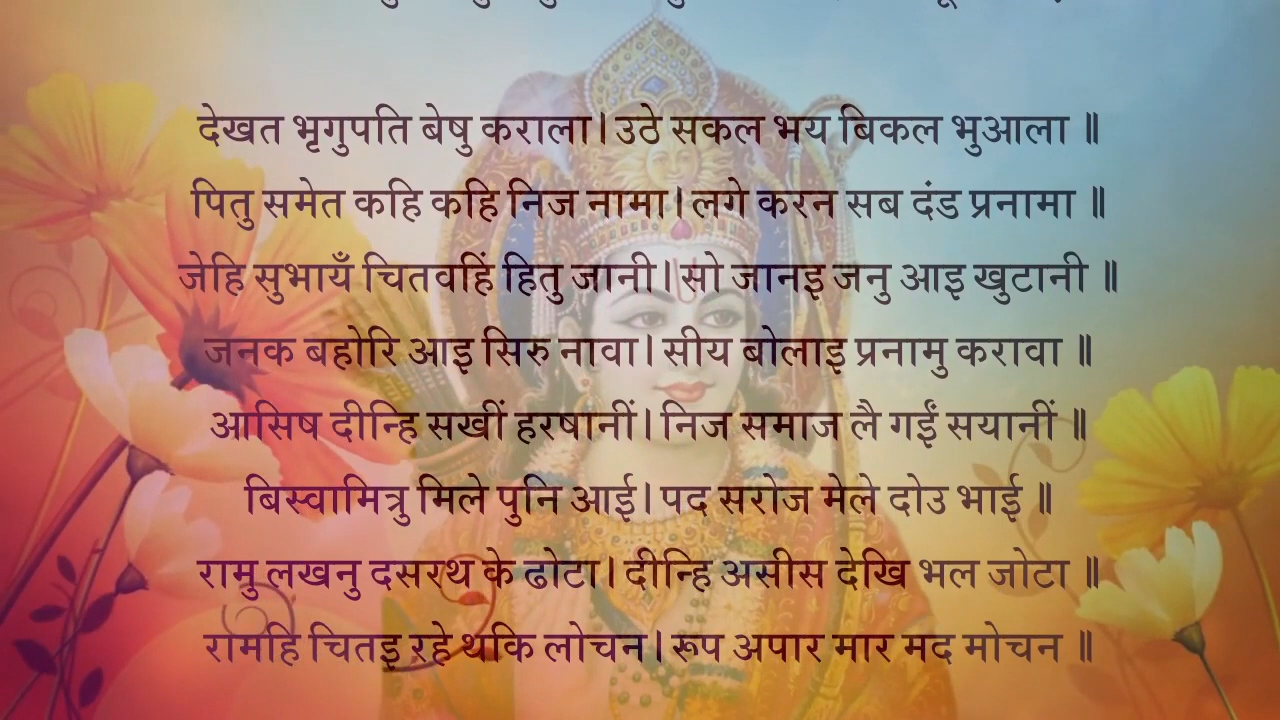 देखत भृगुपति बेषु कराला। उठे सकल भय बिकल भुआला ॥
पितु समेत कहि कहि निज नामा। लगे करन सब दंड प्रनामा ॥
जेहि सुभायँ चितवहिं हितु जानी। सो जानइ जनु आइ खुटानी ॥
जनक बहोरि आइ सिरु नावा। सीय बोलाइ प्रनामु करावा ॥
आसिष दीन्हि सखीं हरषानीं। निज समाज लै गईं सयानीं ॥
बिस्वामित्रु मिले पुनि आई। पद सरोज मेले दोउ भाई ॥
रामु लखनु दसरथ के ढोटा। दीन्हि असीस देखि भल जोटा ॥
रामहि चितइ रहे थकि लोचन। रूप अपार मार मद मोचन ॥